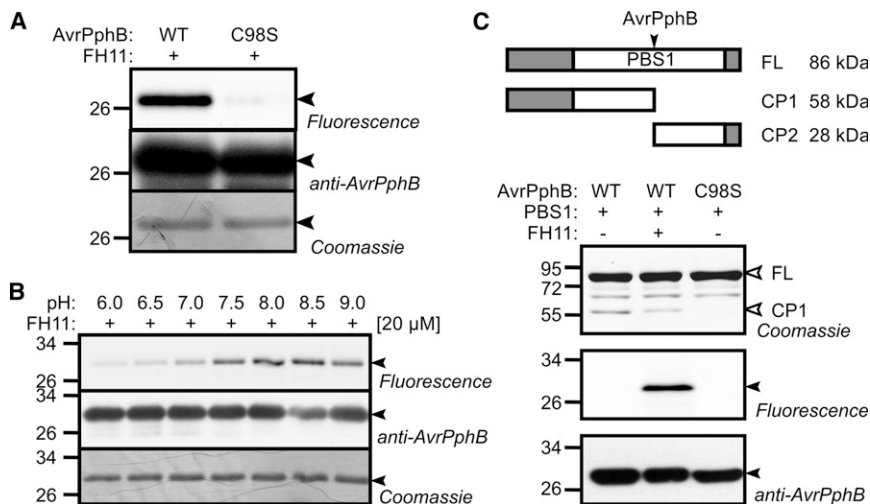 A
AvrPphB: WT C98S
FH11: + +
26
Fluorescence
26
anti-AvrPphB
26
Coomassie
B
pH: 6.0 6.5 7.0 7.5 8.0 8.5 9.0
FH11: + + + + + + + [20 µM]
34
26
Fluorescence
34
26
anti-AvrPphB
34
26
Coomassie
C
AvrPphB
PBS1 FL 86 kDa
CP1 58 kDa
CP2 28 kDa
AvrPphB: WT WT C98S
PBS1: + + +
FH11: - + -
95
FL
72
55
CP1
Coomassie
34
26
Fluorescence
34
26
anti-AvrPphB